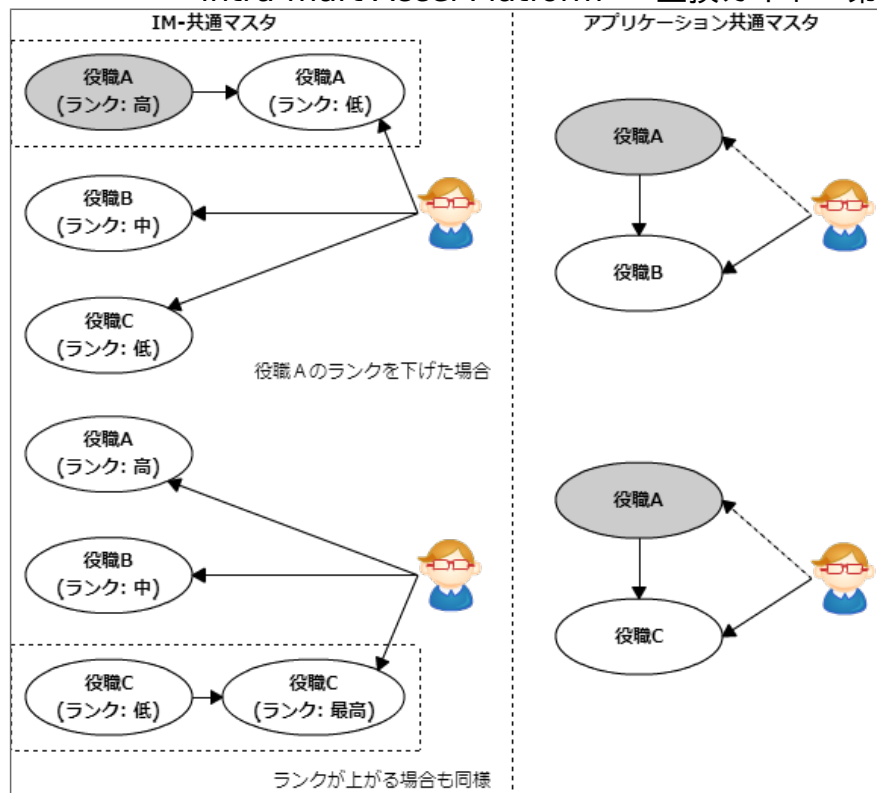 IM-共通マスタ
アプリケーション共通マスタ
役職A
(ランク: 高)
役職A
(ランク: 低)
役職B
(ランク: 中)
役職C
(ランク: 低)
役職Aのランクを下げた場合
役職A
役職B
役職A
(ランク: 高)
役職B
(ランク: 中)
役職C
(ランク: 低)
役職C
(ランク: 最高)
ランクが上がる場合も同様
役職A
役職C